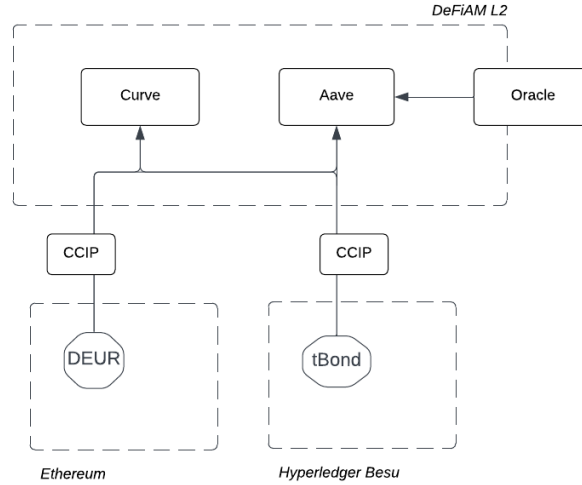 DeFiAM L2
Curve
Aave
Oracle
CCIP
CCIP
DEUR
tBond
Ethereum
Hyperledger Besu